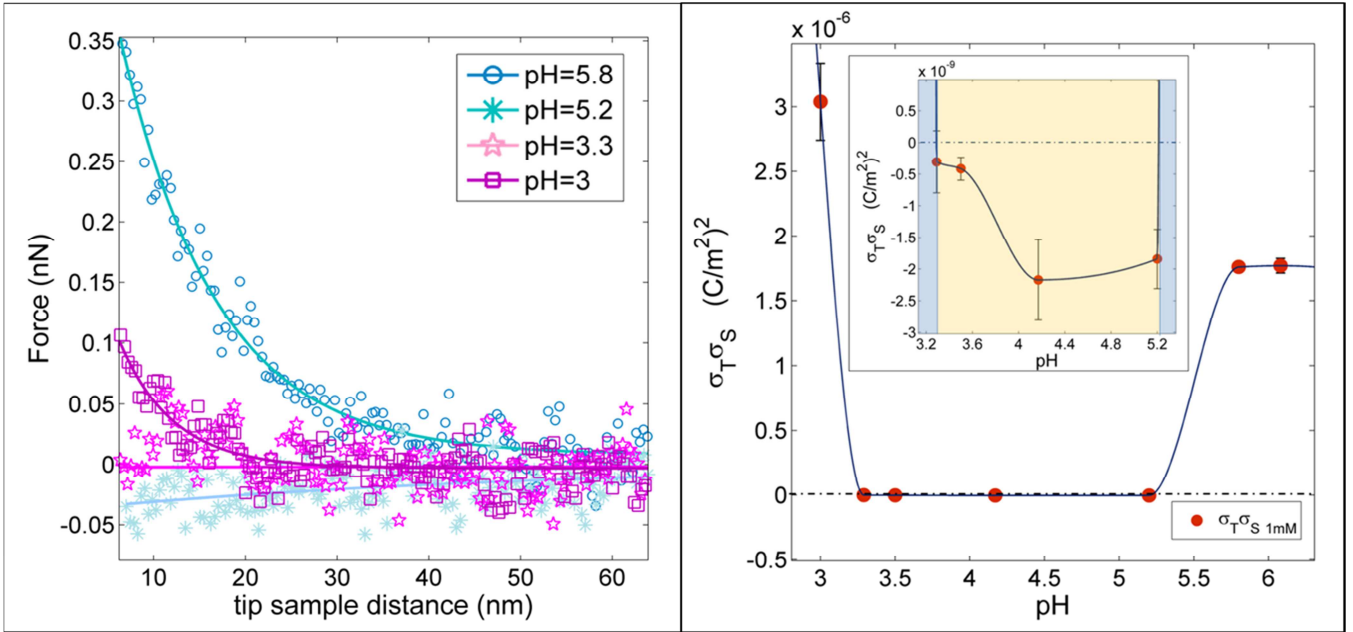 0.35
0.3
0.25
0.2
0.15
0.1
0.05
0
-0.05
Force (nN)
10 20 30 40 50 60
tip sample distance (nm)
pH=5.8
pH=5.2
pH=3.3
pH=3
x 10⁻⁶
3
2.5
2
1.5
1
0.5
0
-0.5
σTσS (C/m²)²
3 3.5 4 4.5 5 5.5 6
pH
σTσS 1mM
x 10⁻⁹
0.5
0
-0.5
-1
-1.5
-2
-2.5
-3
σTσS (C/m²)²
3.2 3.6 4 4.4 4.8 5.2
pH